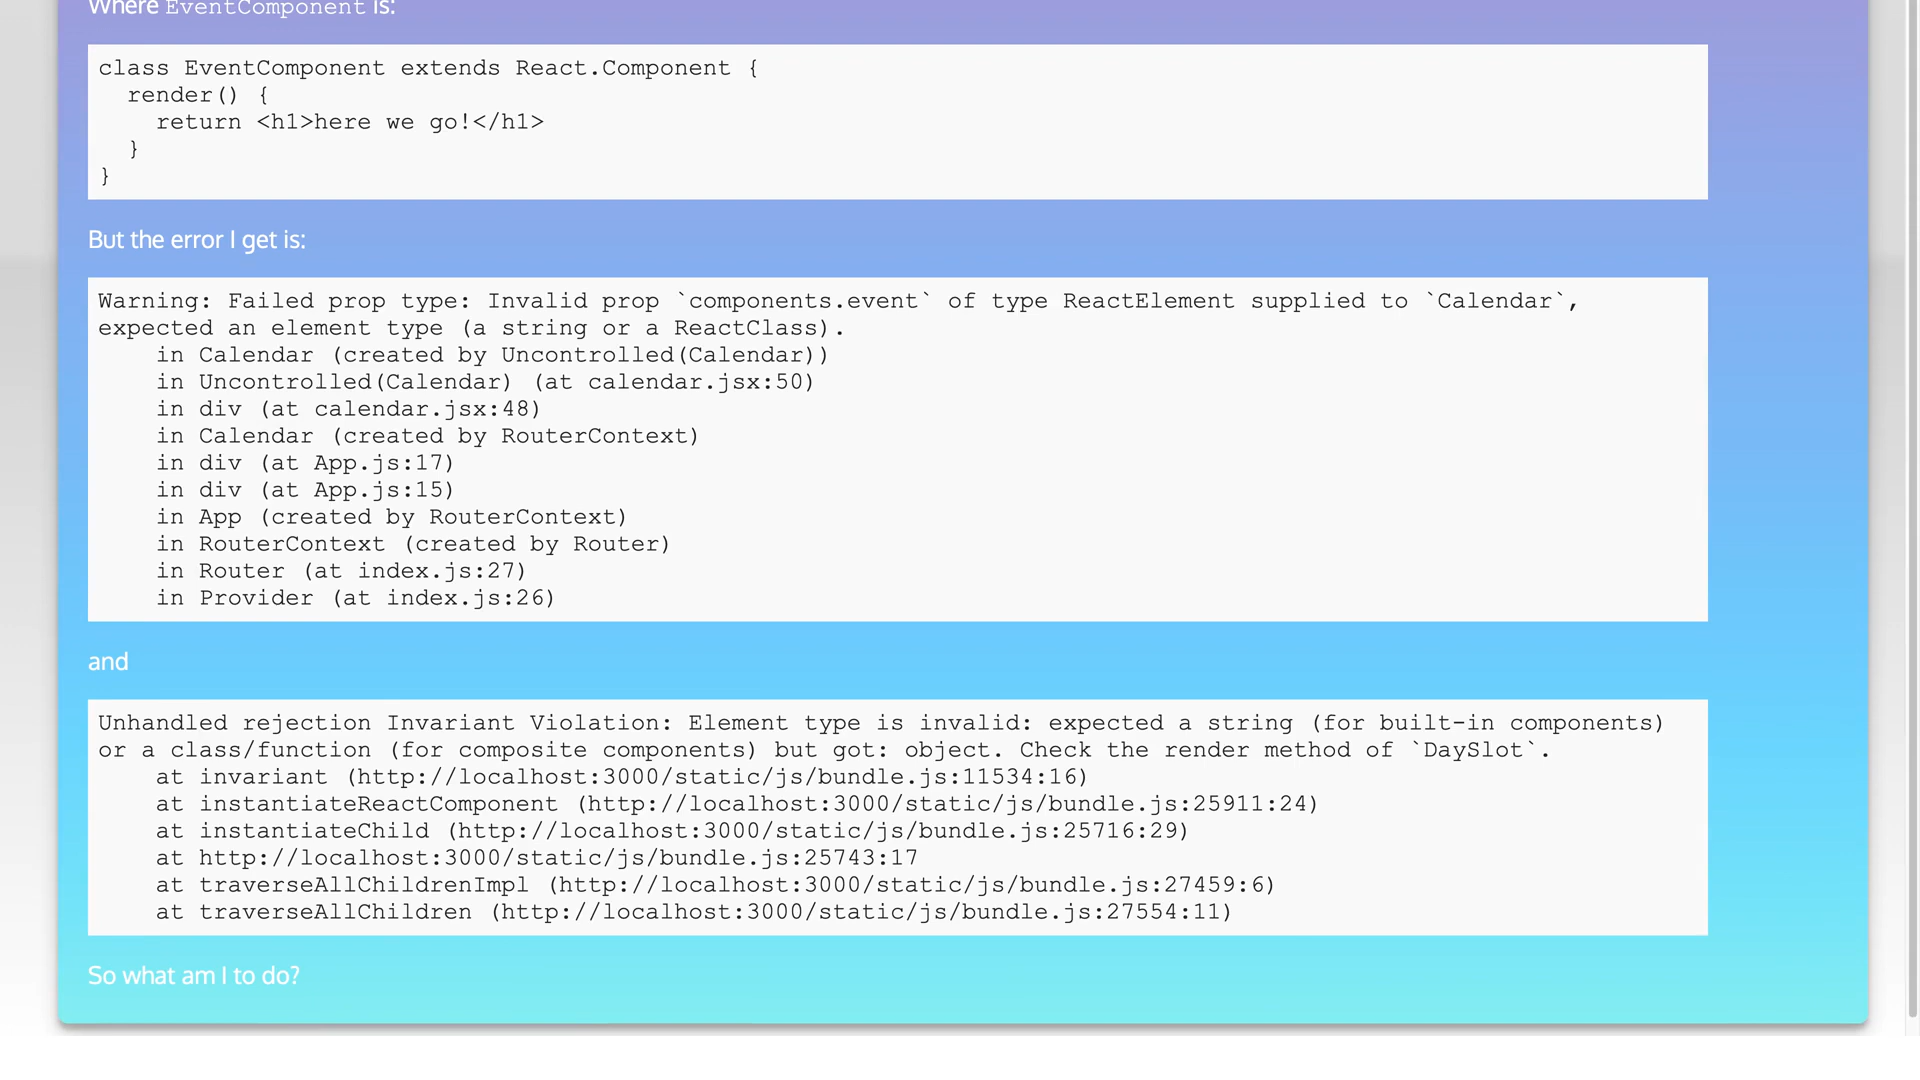 Where EventComponent is:
class EventComponent extends React.Component {
  render() {
    return <h1>here we go!</h1>
  }
}
But the error I get is:
Warning: Failed prop type: Invalid prop `components.event` of type ReactElement supplied to `Calendar`,
expected an element type (a string or a ReactClass).
    in Calendar (created by Uncontrolled(Calendar))
    in Uncontrolled(Calendar) (at calendar.jsx:50)
    in div (at calendar.jsx:48)
    in Calendar (created by RouterContext)
    in div (at App.js:17)
    in div (at App.js:15)
    in App (created by RouterContext)
    in RouterContext (created by Router)
    in Router (at index.js:27)
    in Provider (at index.js:26)
and
Unhandled rejection Invariant Violation: Element type is invalid: expected a string (for built-in components)
or a class/function (for composite components) but got: object. Check the render method of `DaySlot`.
    at invariant (http://localhost:3000/static/js/bundle.js:11534:16)
    at instantiateReactComponent (http://localhost:3000/static/js/bundle.js:25911:24)
    at instantiateChild (http://localhost:3000/static/js/bundle.js:25716:29)
    at http://localhost:3000/static/js/bundle.js:25743:17
    at traverseAllChildrenImpl (http://localhost:3000/static/js/bundle.js:27459:6)
    at traverseAllChildren (http://localhost:3000/static/js/bundle.js:27554:11)
So what am I to do?